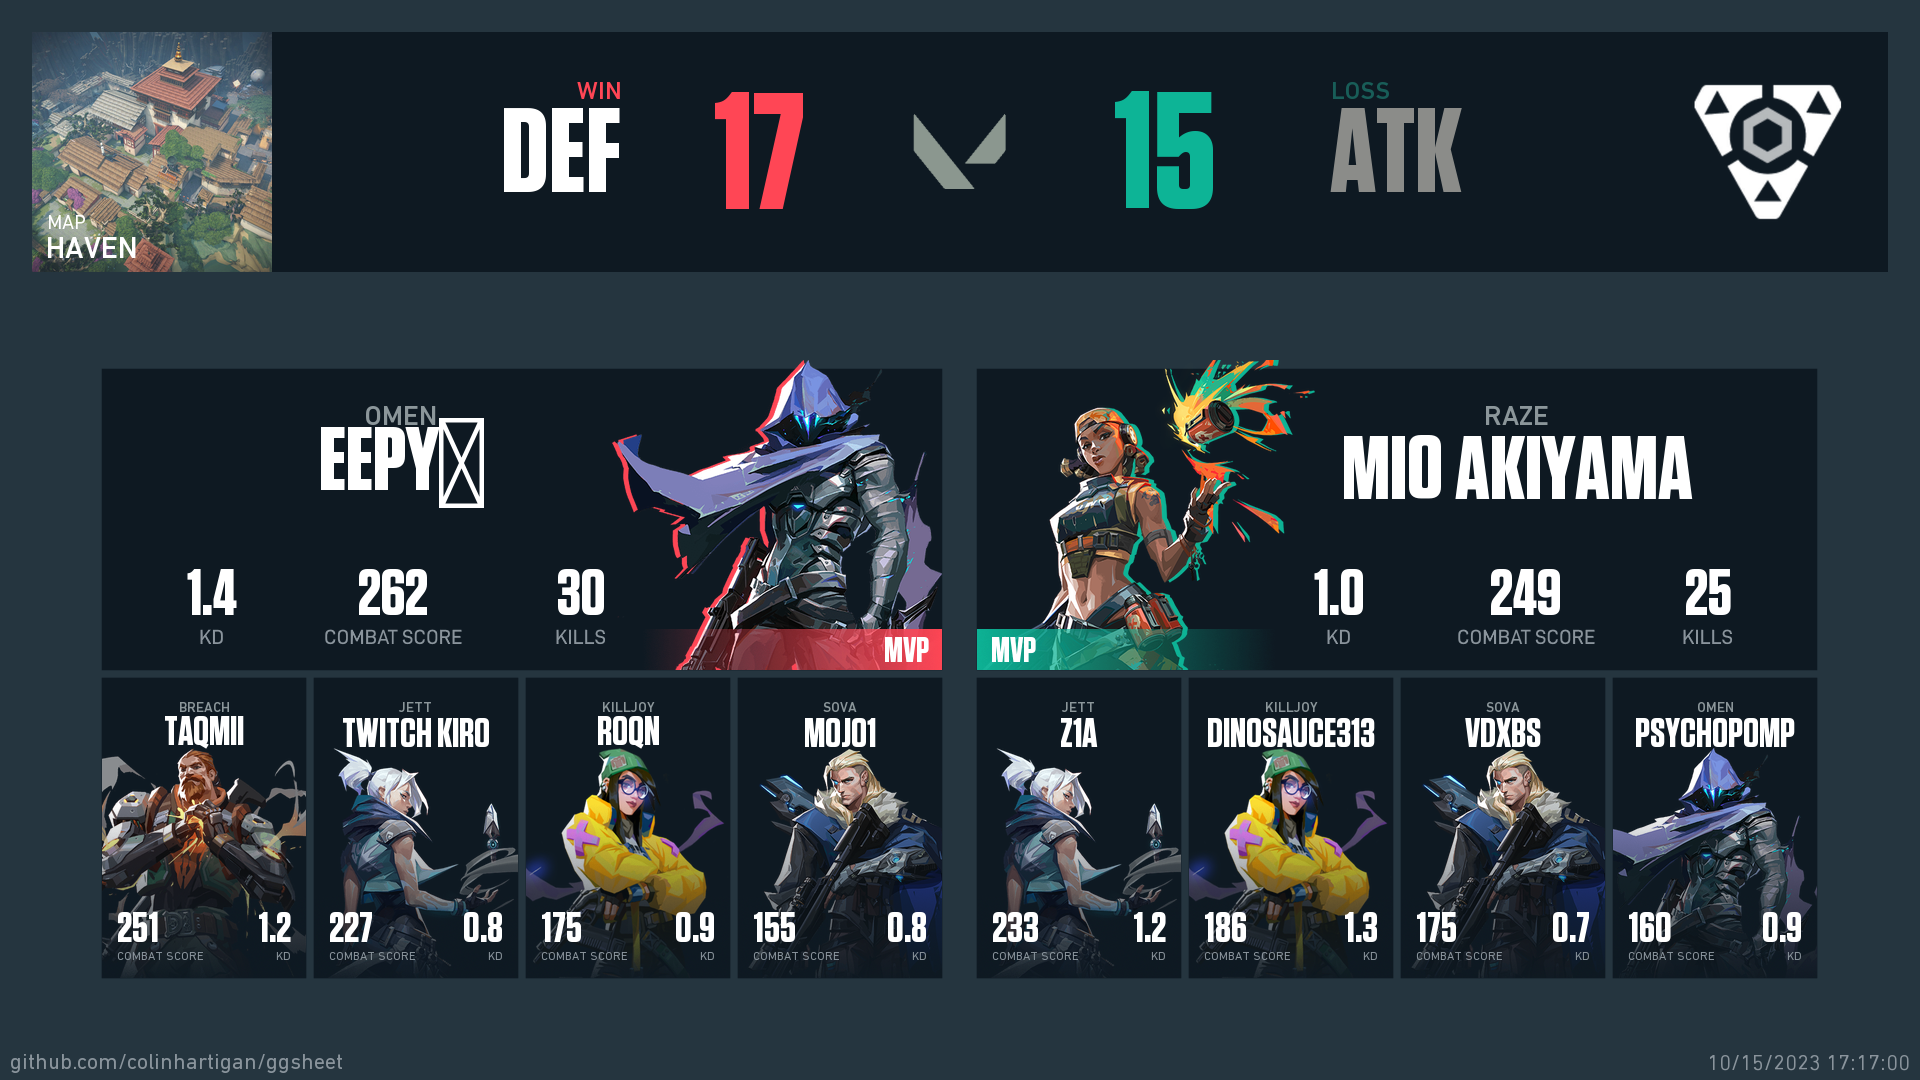 WIN
DEF
17
15
LOSS
ATK
MAP
HAVEN
OMEN
EEPY
1.4
KD
262
COMBAT SCORE
30
KILLS
MVP
RAZE
MIO AKIYAMA
1.0
KD
249
COMBAT SCORE
25
KILLS
MVP
BREACH
TAQMII
251
COMBAT SCORE
1.2
KD
JETT
TWITCH KIRO
227
COMBAT SCORE
0.8
KD
KILLJOY
ROQN
175
COMBAT SCORE
0.9
KD
SOVA
MOJO1
155
COMBAT SCORE
0.8
KD
JETT
Z1A
233
COMBAT SCORE
1.2
KD
KILLJOY
DINOSAUCE313
186
COMBAT SCORE
1.3
KD
SOVA
VDXBS
175
COMBAT SCORE
0.7
KD
OMEN
PSYCHOPOMP
160
COMBAT SCORE
0.9
KD
github.com/colinhartigan/ggsheet
10/15/2023 17:17:00